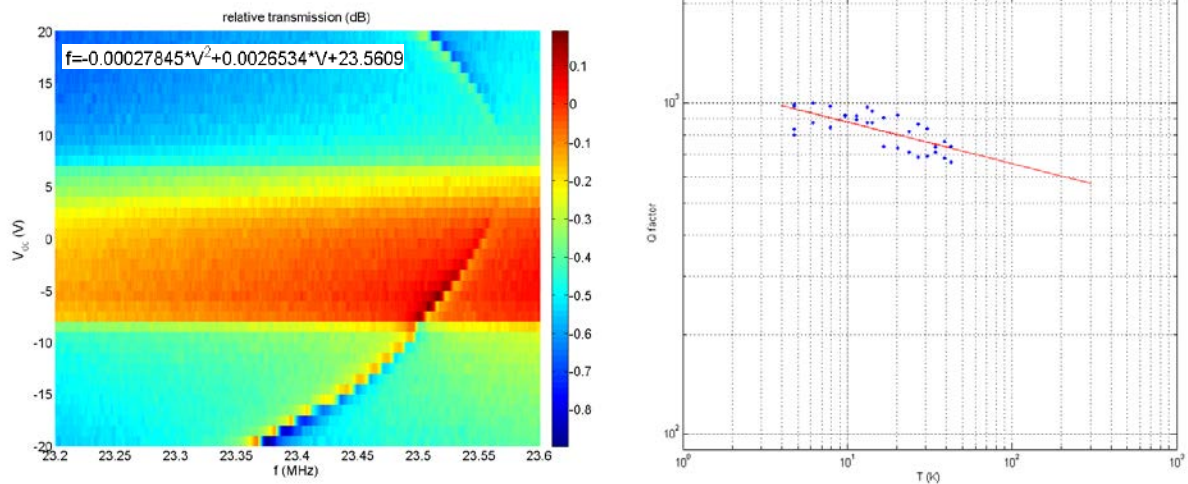 relative transmission (dB)
f=-0.00027845*V²+0.0026534*V+23.5609
20
15
10
5
0
-5
-10
-15
-20
V_dc (V)
23.2 23.25 23.3 23.35 23.4 23.45 23.5 23.55 23.6
f (MHz)
0.1
0
-0.1
-0.2
-0.3
-0.4
-0.5
-0.6
-0.7
-0.8
10³
10²
Q factor
10⁰ 10¹ 10² 10³
T (K)